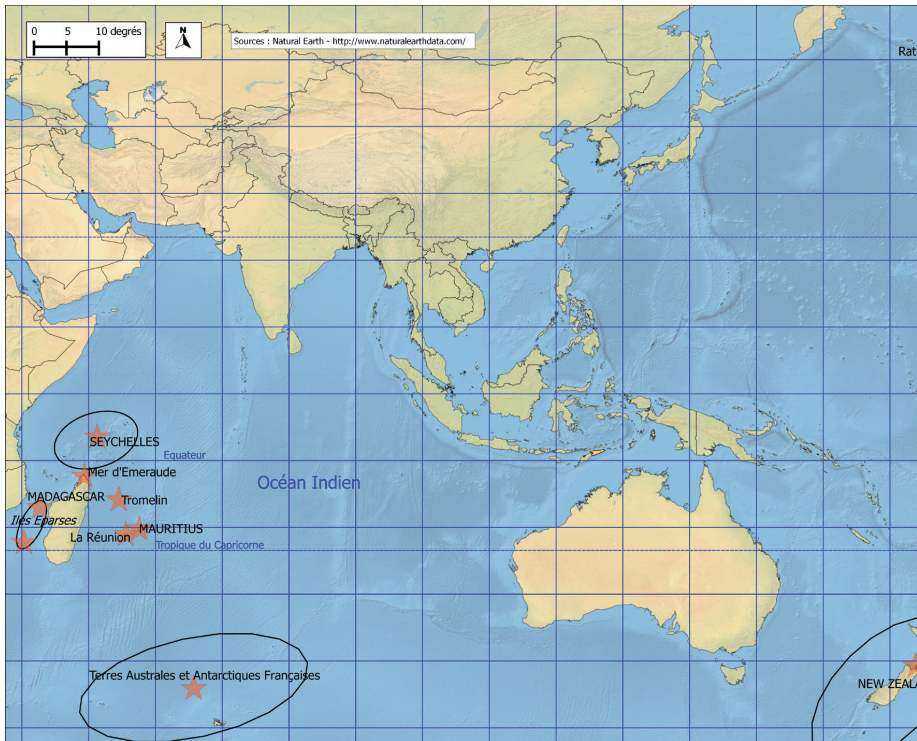 0 5 10 degrés
N
Sources : Natural Earth - http://www.naturalearthdata.com/
Rat
SEYCHELLES
Equateur
Mer d'Emeraude
Océan Indien
MADAGASCAR
Tromelin
Iles Eparses
MAURITIUS
La Réunion
Tropique du Capricorne
Terres Australes et Antarctiques Françaises
NEW ZEALA